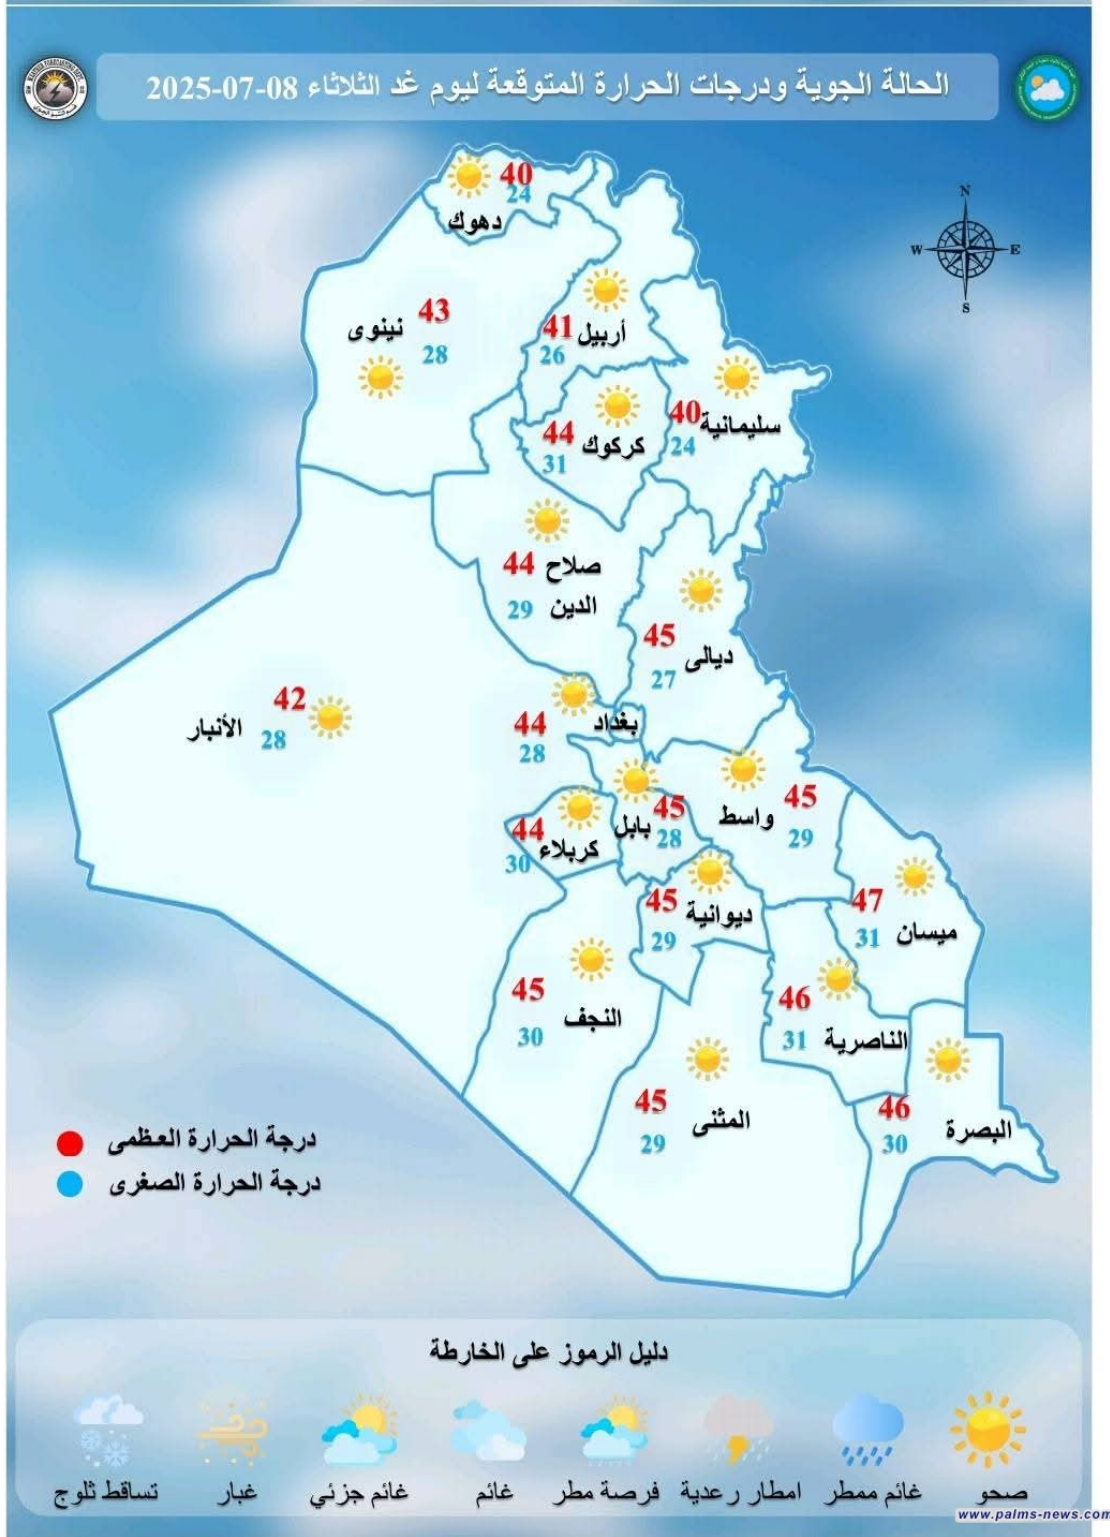 الحالة الجوية ودرجات الحرارة المتوقعة ليوم غد الثلاثاء 08-07-2025
N
W E
S
40
24
دهوك
43
نينوى
28
41
أربيل
26
40
سليمانية
24
44
كركوك
31
44
صلاح
الدين
29
45
ديالى
27
42
الأنبار
28
44
بغداد
28
45
بابل
28
45
واسط
29
44
كربلاء
30
45
ديوانية
29
47
ميسان
31
45
النجف
30
46
الناصرية
31
45
المثنى
29
46
البصرة
30
درجة الحرارة العظمى
درجة الحرارة الصغرى
دليل الرموز على الخارطة
صحو
غائم ممطر
امطار رعدية
فرصة مطر
غائم
غائم جزئي
غبار
تساقط ثلوج
www.palms-news.com